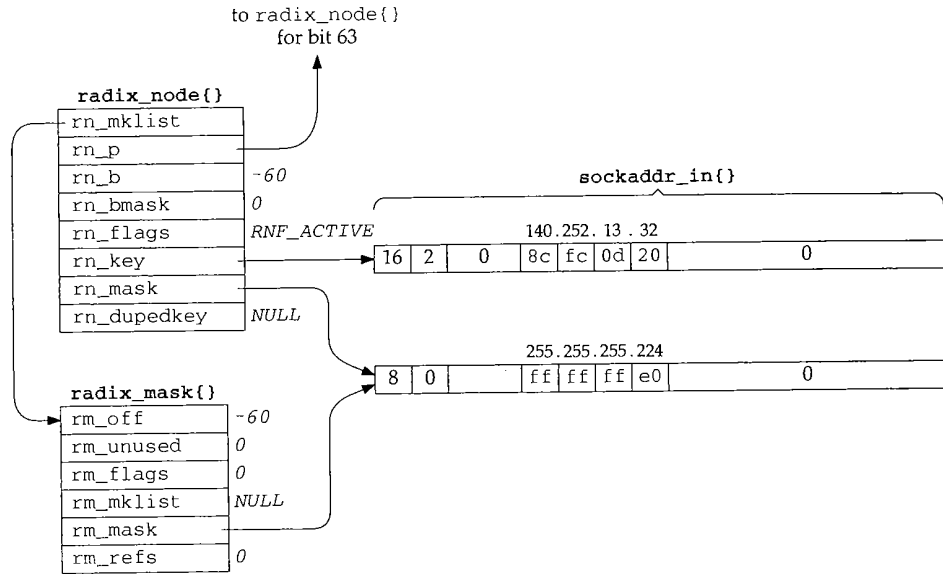 to radix_node{}
for bit 63
radix_node{}
rn_mklist
rn_p
rn_b -60
rn_bmask 0
rn_flags RNF_ACTIVE
rn_key
rn_mask
rn_dupedkey NULL
sockaddr_in{}
140.252. 13 . 32
16 2 0 8c fc 0d 20 0
255.255.255.224
8 0 ff ff ff e0 0
radix_mask{}
rm_off -60
rm_unused 0
rm_flags 0
rm_mklist NULL
rm_mask
rm_refs 0